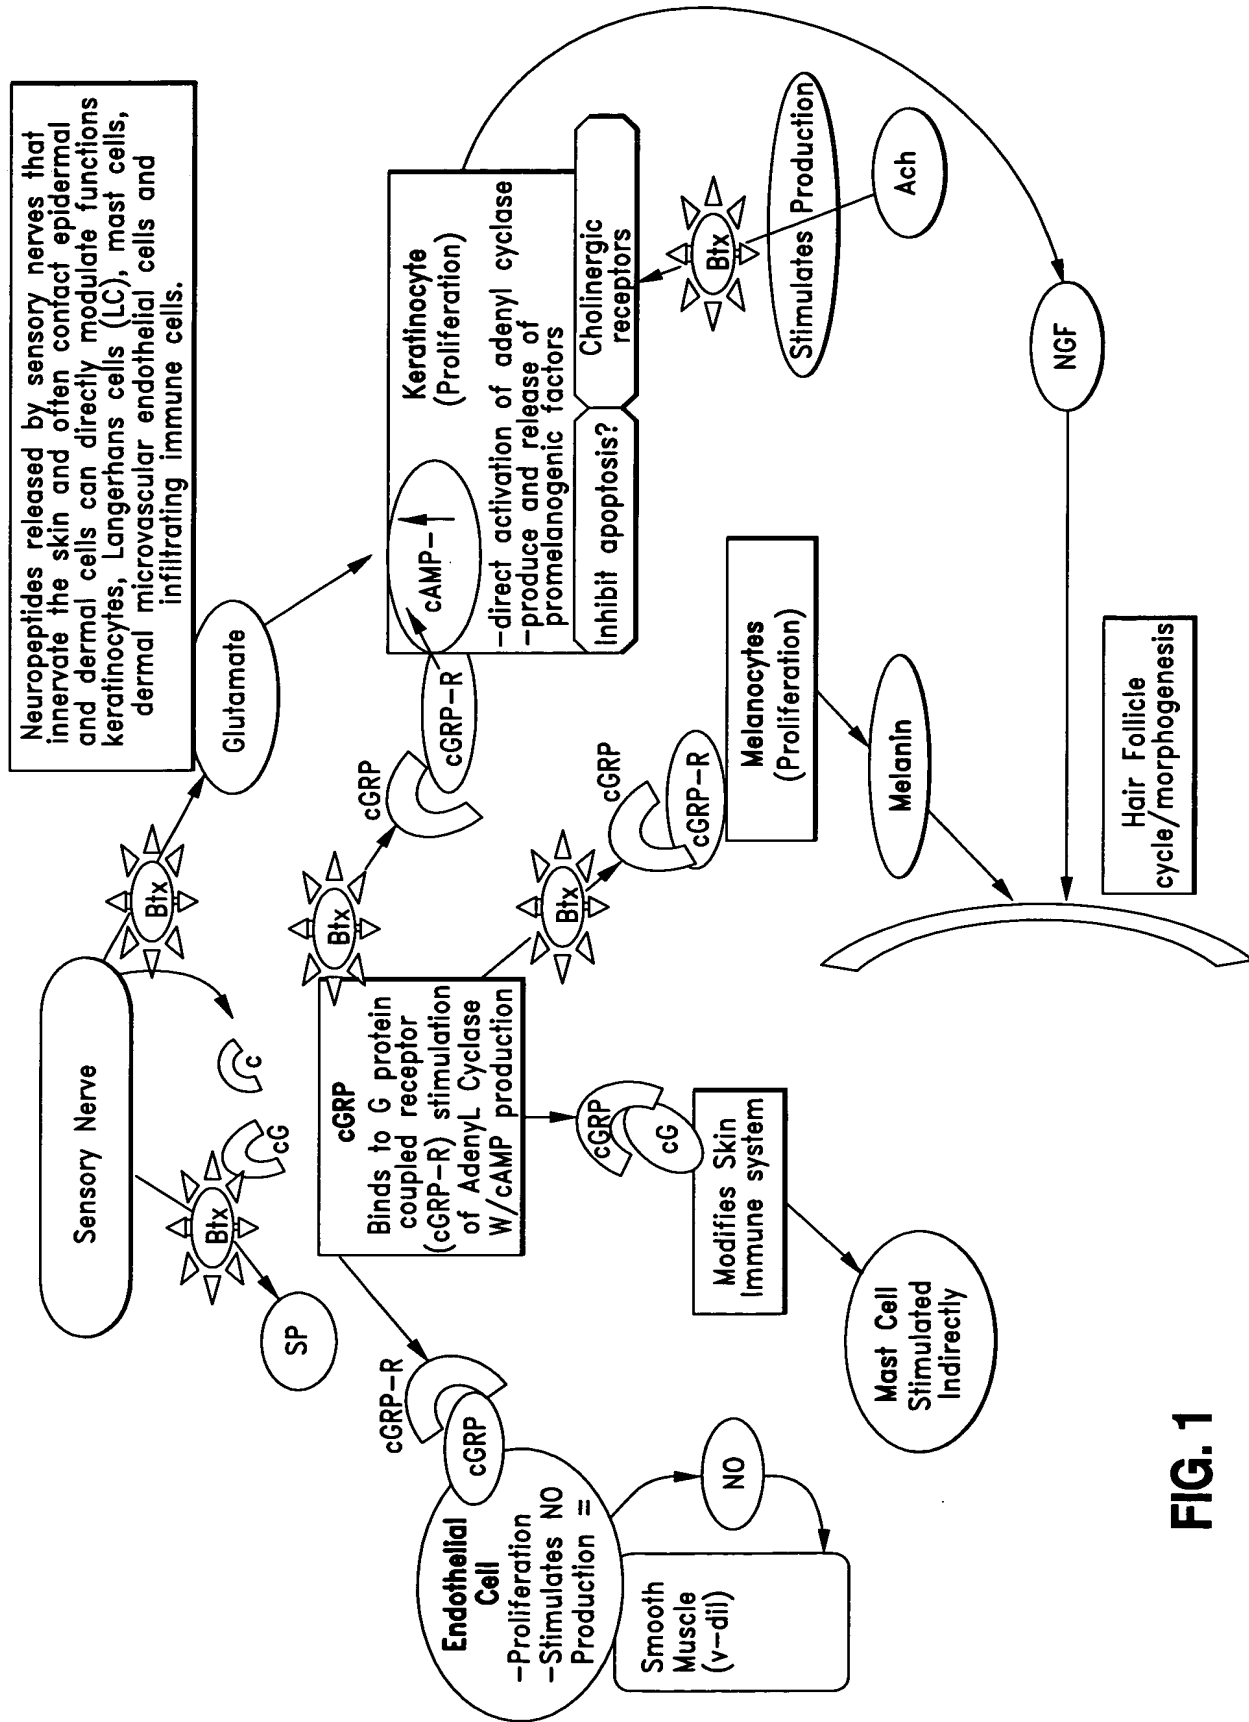 Neuropeptides released by sensory nerves that
innervate the skin and often contact epidermal
and dermal cells can directly modulate functions
keratinocytes, Langerhans cells (LC), mast cells,
dermal microvascular endothelial cells and
infiltrating immune cells.
Sensory Nerve
Btx
Glutamate
Btx
SP
c
cG
cGRP
Binds to G protein
coupled receptor
(cGRP-R) stimulation
of Adenyl Cyclase
W/cAMP production
Btx
cGRP
cGRP-R
cAMP-
Keratinocyte
(Proliferation)
-direct activation of adenyl cyclase
-produce and release of
promelanogenic factors
Inhibit apoptosis?
Cholinergic
receptors
Btx
Stimulates Production
Ach
cGRP-R
cGRP
Endothelial
Cell
-Proliferation
-Stimulates NO
Production =
Smooth
Muscle
(v-dil)
NO
cGRP
cG
Modifies Skin
Immune system
Mast Cell
Stimulated
Indirectly
Btx
cGRP
cGRP-R
Melanocytes
(Proliferation)
Melanin
NGF
Hair Follicle
cycle/morphogenesis
FIG. 1